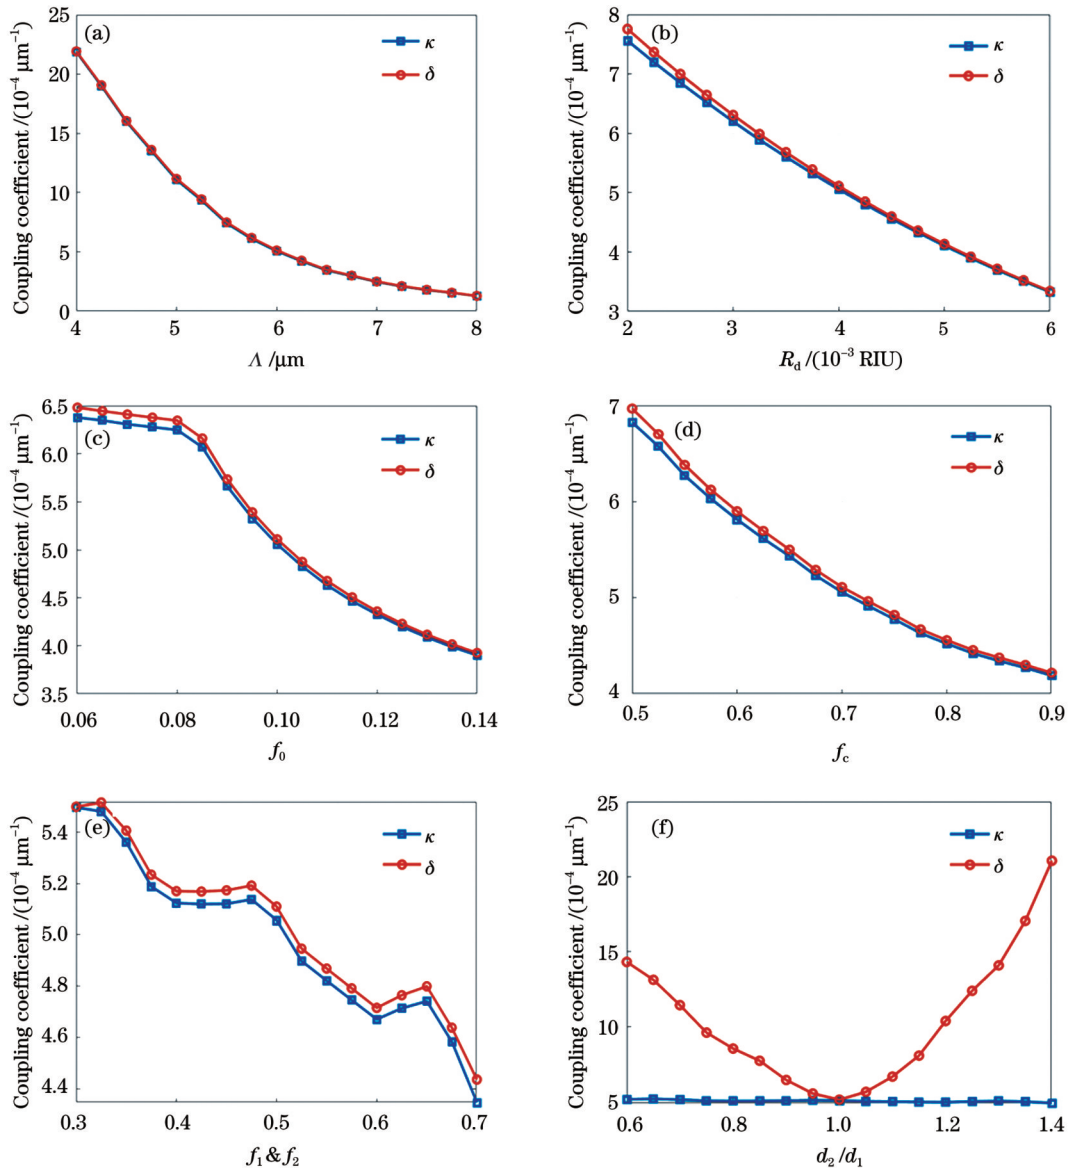 (a)
κ
δ
25
20
15
10
5
0
4
5
6
7
8
Coupling coefficient /(10⁻⁴ μm⁻¹)
Λ /μm
(b)
κ
δ
8
7
6
5
4
3
2
3
4
5
6
Coupling coefficient /(10⁻⁴ μm⁻¹)
R_d /(10⁻³ RIU)
(c)
κ
δ
6.5
6.0
5.5
5.0
4.5
4.0
3.5
0.06
0.08
0.10
0.12
0.14
Coupling coefficient /(10⁻⁴ μm⁻¹)
f₀
(d)
κ
δ
7
6
5
4
0.5
0.6
0.7
0.8
0.9
Coupling coefficient /(10⁻⁴ μm⁻¹)
f_c
(e)
κ
δ
5.4
5.2
5.0
4.8
4.6
4.4
0.3
0.4
0.5
0.6
0.7
Coupling coefficient /(10⁻⁴ μm⁻¹)
f₁ & f₂
(f)
κ
δ
25
20
15
10
5
0.6
0.8
1.0
1.2
1.4
Coupling coefficient /(10⁻⁴ μm⁻¹)
d₂ /d₁